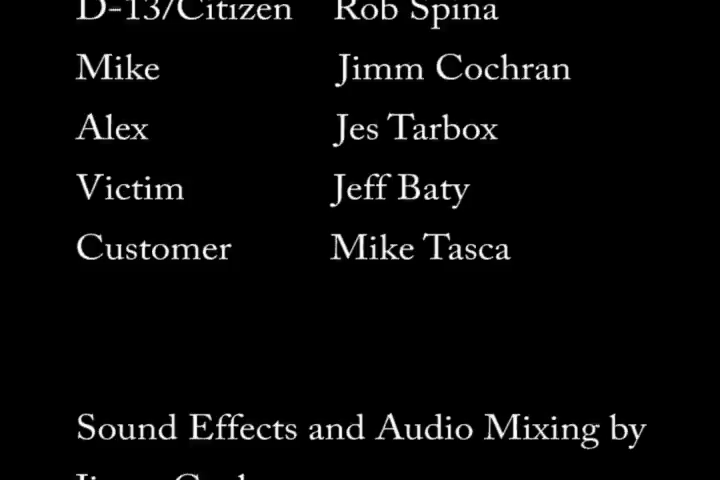 D-13/Citizen Rob Spina
Mike Jimm Cochran
Alex Jes Tarbox
Victim Jeff Baty
Customer Mike Tasca
Sound Effects and Audio Mixing by